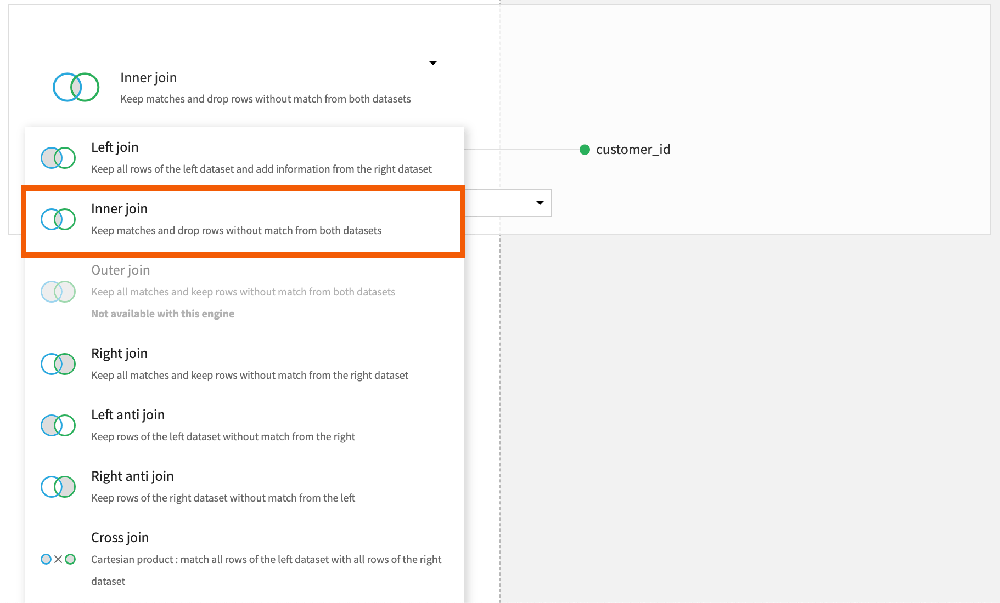 Inner join
Keep matches and drop rows without match from both datasets
Left join
Keep all rows of the left dataset and add information from the right dataset
customer_id
Inner join
Keep matches and drop rows without match from both datasets
Outer join
Keep all matches and keep rows without match from both datasets
Not available with this engine
Right join
Keep all matches and keep rows without match from the right dataset
Left anti join
Keep rows of the left dataset without match from the right
Right anti join
Keep rows of the right dataset without match from the left
Cross join
Cartesian product : match all rows of the left dataset with all rows of the right
dataset